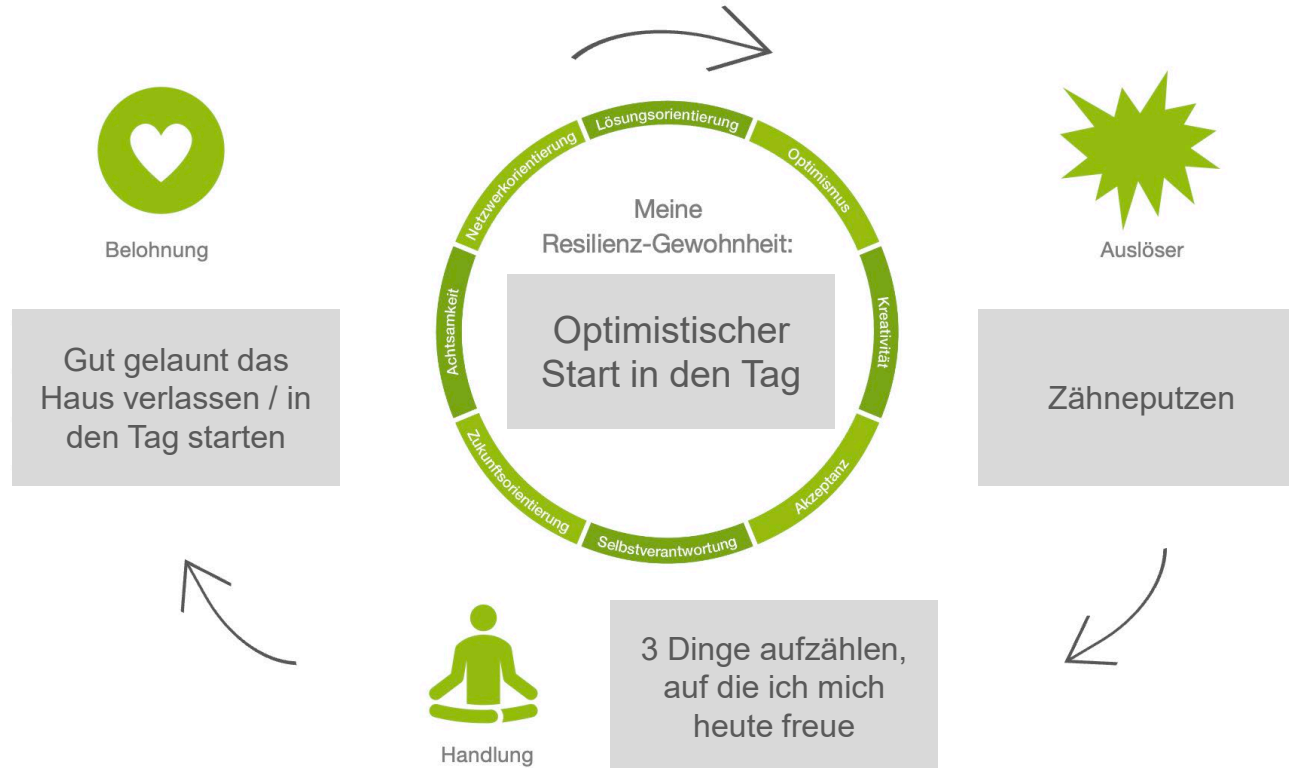 Meine
Resilienz-Gewohnheit:
Optimistischer
Start in den Tag
Lösungsorientierung
Optimismus
Kreativität
Akzeptanz
Selbstverantwortung
Zukunftsorientierung
Achtsamkeit
Netzwerkorientierung
Auslöser
Zähneputzen
Handlung
3 Dinge aufzählen,
auf die ich mich
heute freue
Belohnung
Gut gelaunt das
Haus verlassen / in
den Tag starten